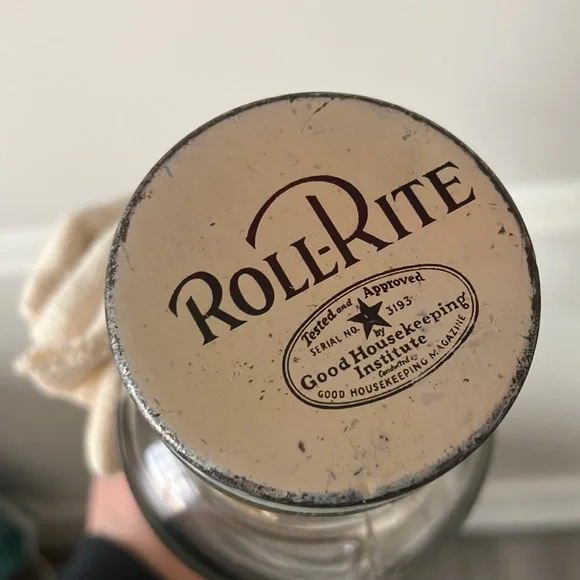 ROLL-RITE
Tested and Approved
SERIAL NO. 3193
by
Good Housekeeping
Institute
Conducted by
GOOD HOUSEKEEPING MAGAZINE